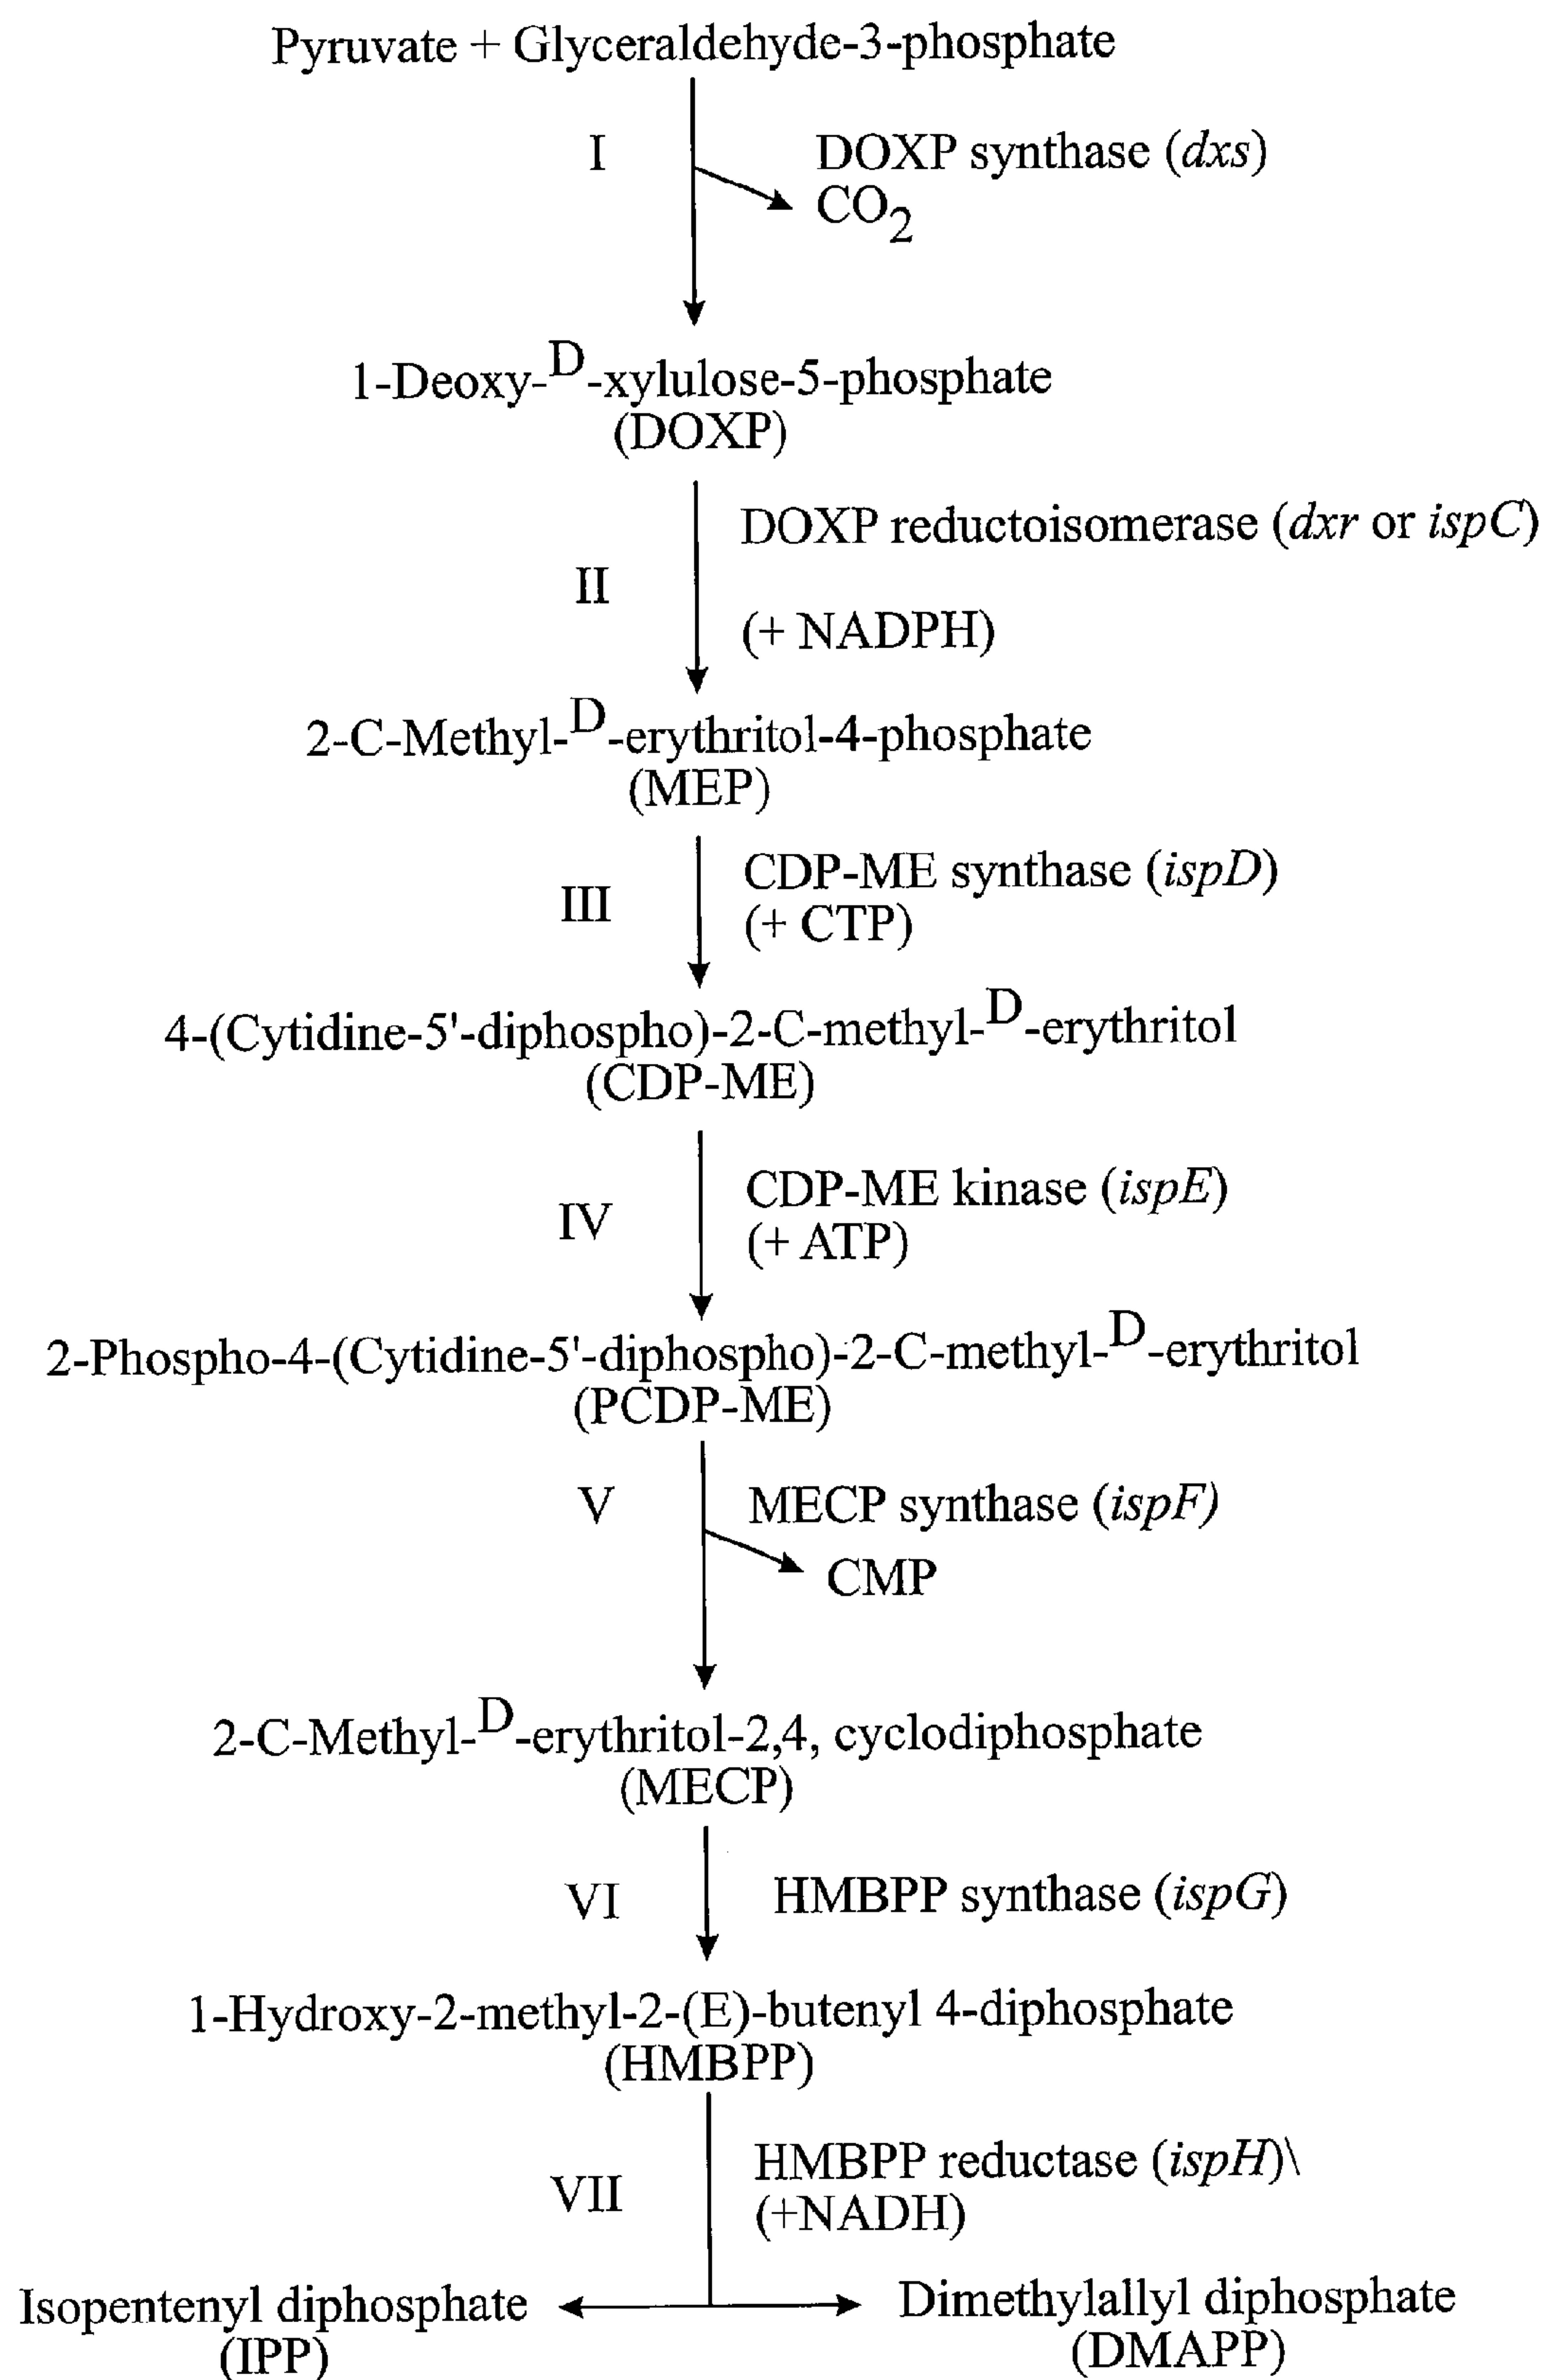 Pyruvate + Glyceraldehyde-3-phosphate
I
DOXP synthase (dxs)
CO2
1-Deoxy-D-xylulose-5-phosphate
(DOXP)
DOXP reductoisomerase (dxr or ispC)
II
(+ NADPH)
2-C-Methyl-D-erythritol-4-phosphate
(MEP)
CDP-ME synthase (ispD)
III
(+ CTP)
4-(Cytidine-5'-diphospho)-2-C-methyl-D-erythritol
(CDP-ME)
CDP-ME kinase (ispE)
IV
(+ ATP)
2-Phospho-4-(Cytidine-5'-diphospho)-2-C-methyl-D-erythritol
(PCDP-ME)
V
MECP synthase (ispF)
CMP
2-C-Methyl-D-erythritol-2,4, cyclodiphosphate
(MECP)
VI
HMBPP synthase (ispG)
1-Hydroxy-2-methyl-2-(E)-butenyl 4-diphosphate
(HMBPP)
HMBPP reductase (ispH)\
VII
(+NADH)
Isopentenyl diphosphate
(IPP)
Dimethylallyl diphosphate
(DMAPP)